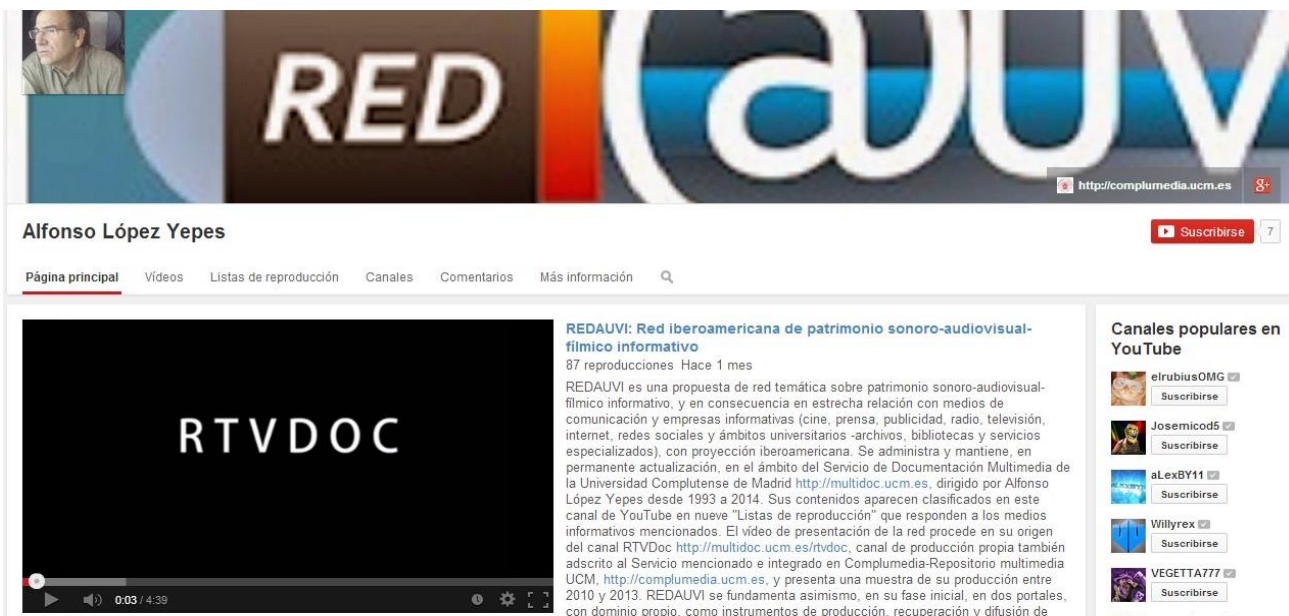 RED @UV
http://complumedia.ucm.es
Alfonso López Yepes
Suscribirse 7
Página principal Vídeos Listas de reproducción Canales Comentarios Más información
RTVDOC
0:03 / 4:39
REDAUVI: Red iberoamericana de patrimonio sonoro-audiovisual-
fílmico informativo
87 reproducciones Hace 1 mes
REDAUVI es una propuesta de red temática sobre patrimonio sonoro-audiovisual-
fílmico informativo, y en consecuencia en estrecha relación con medios de
comunicación y empresas informativas (cine, prensa, publicidad, radio, televisión,
internet, redes sociales y ámbitos universitarios -archivos, bibliotecas y servicios
especializados), con proyección iberoamericana. Se administra y mantiene, en
permanente actualización, en el ámbito del Servicio de Documentación Multimedia de
la Universidad Complutense de Madrid http://multidoc.ucm.es, dirigido por Alfonso
López Yepes desde 1993 a 2014. Sus contenidos aparecen clasificados en este
canal de YouTube en nueve "Listas de reproducción" que responden a los medios
informativos mencionados. El vídeo de presentación de la red procede en su origen
del canal RTVDoc http://multidoc.ucm.es/rtvdoc, canal de producción propia también
adscrito al Servicio mencionado e integrado en Complumedia-Repositorio multimedia
UCM, http://complumedia.ucm.es, y presenta una muestra de su producción entre
2010 y 2013. REDAUVI se fundamenta asimismo, en su fase inicial, en dos portales,
con dominio propio, como instrumentos de producción, recuperación y difusión de
Canales populares en
YouTube
elrubiusOMG
Suscribirse
Josemicod5
Suscribirse
aLexBY11
Suscribirse
Willyrex
Suscribirse
VEGETTA777
Suscribirse